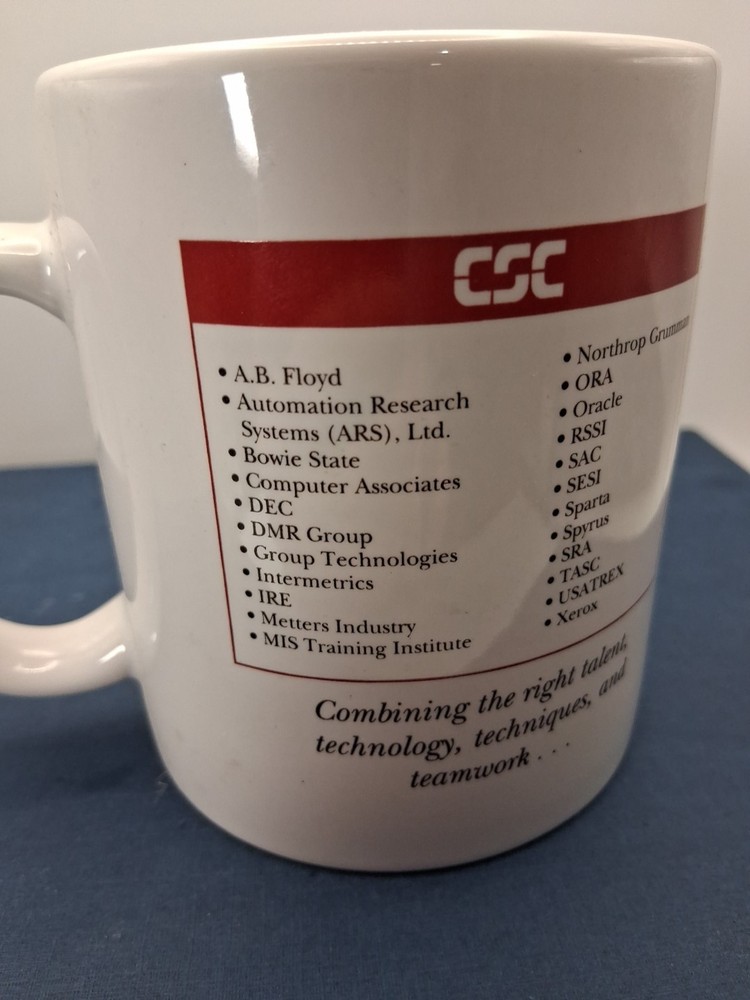 CSC
• A.B. Floyd
• Automation Research
Systems (ARS), Ltd.
• Bowie State
• Computer Associates
• DEC
• DMR Group
• Group Technologies
• Intermetrics
• IRE
• Metters Industry
• MIS Training Institute
• Northrop Grumman
• ORA
• Oracle
• RSSI
• SAC
• SESI
• Sparta
• Spyrus
• SRA
• TASC
• USATREX
• Xerox
Combining the right talent,
technology, techniques, and
teamwork . . .